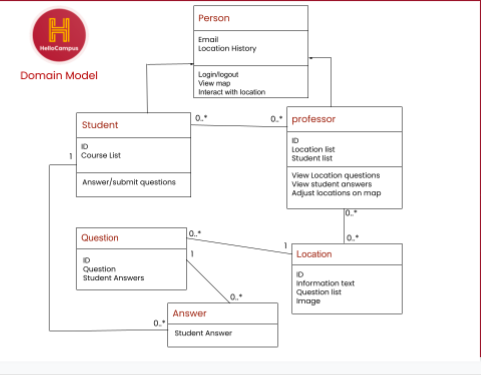 HelloCampus
Domain Model
Person
Email
Location History
Login/logout
View map
Interact with location
Student
ID
Course List
Answer/submit questions
0..*
0..*
professor
ID
Location list
Student list
View Location questions
View student answers
Adjust locations on map
1
0..*
0..*
Question
ID
Question
Student Answers
0..*
1
1
Location
ID
Information text
Question list
Image
0..*
0..*
Answer
Student Answer